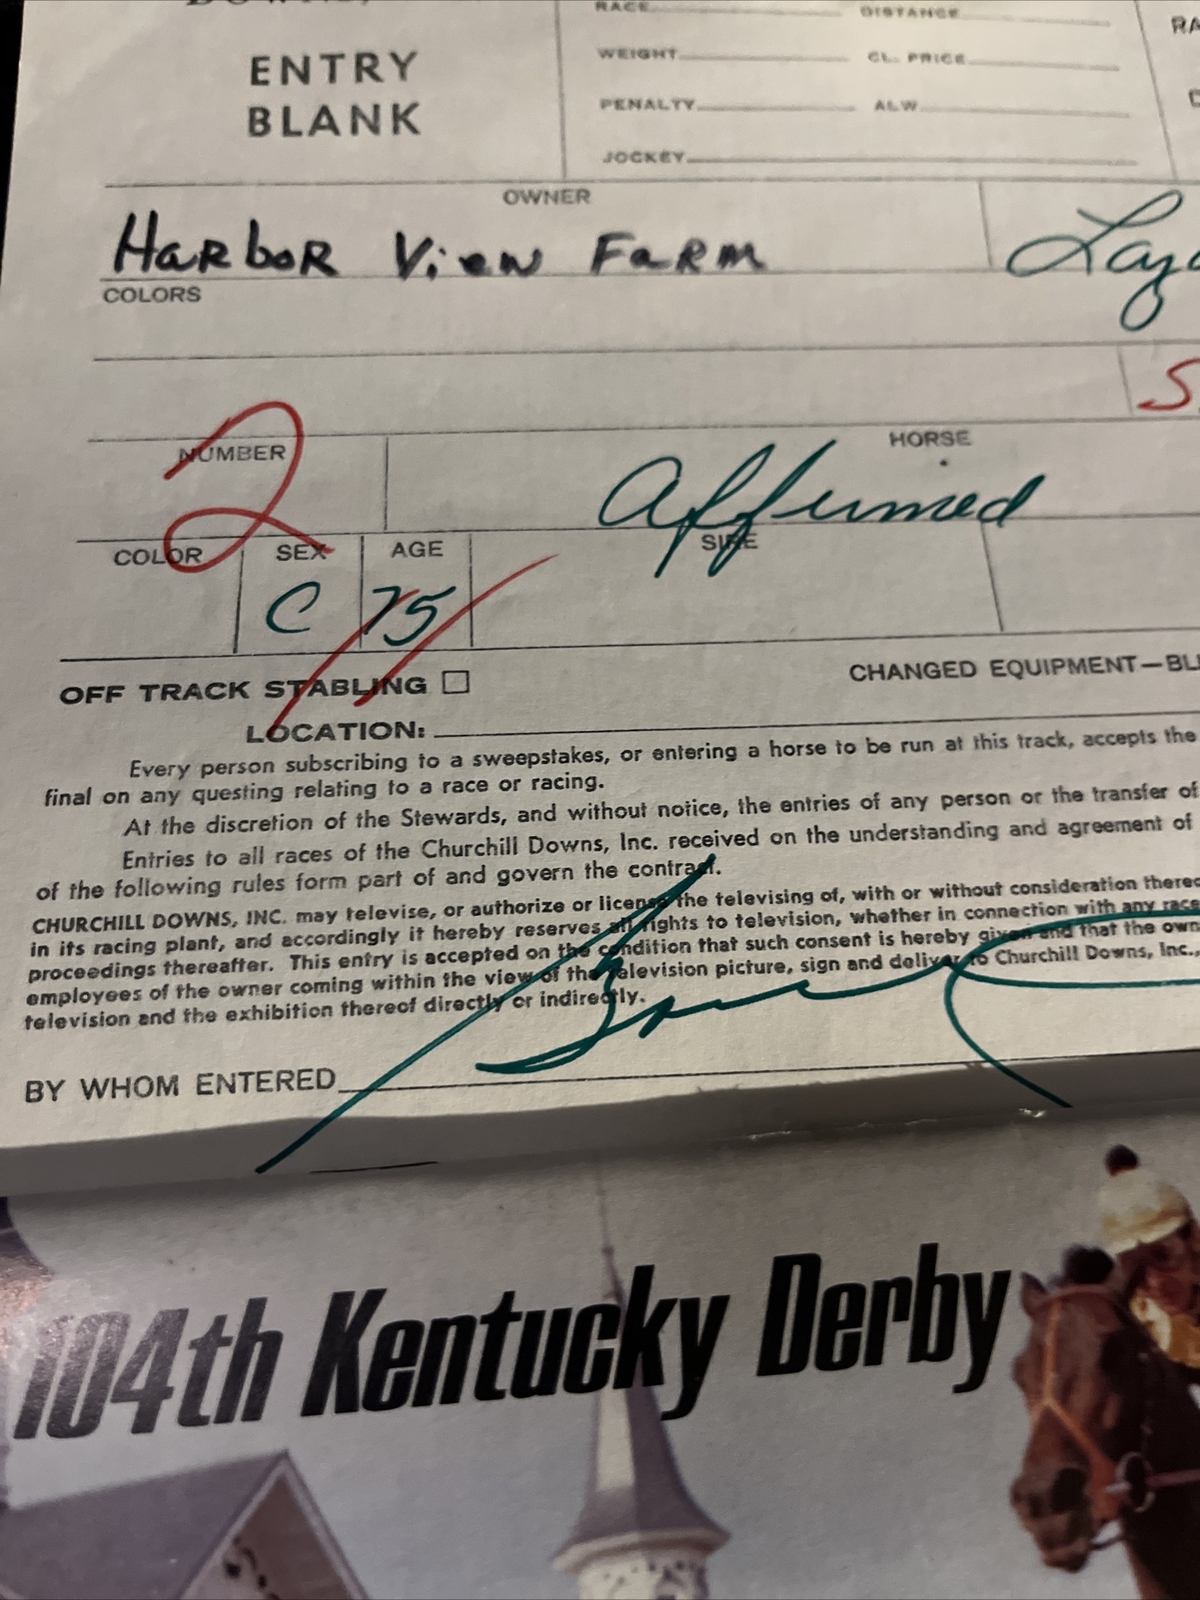 ENTRY
BLANK
RACE
DISTANCE
WEIGHT
CL. PRICE
PENALTY
ALW
JOCKEY
RA
OWNER
Harbor View Farm
Laz
COLORS
S
NUMBER
2
HORSE
Affirmed
COLOR
SEX
AGE
SIRE
C
75
OFF TRACK STABLING
CHANGED EQUIPMENT—BL
LOCATION:
Every person subscribing to a sweepstakes, or entering a horse to be run at this track, accepts the
final on any questing relating to a race or racing.
At the discretion of the Stewards, and without notice, the entries of any person or the transfer of
Entries to all races of the Churchill Downs, Inc. received on the understanding and agreement of
of the following rules form part of and govern the contract.
CHURCHILL DOWNS, INC. may televise, or authorize or license the televising of, with or without consideration thereo
in its racing plant, and accordingly it hereby reserves all rights to television, whether in connection with any race
proceedings thereafter. This entry is accepted on the condition that such consent is hereby given and that the own
employees of the owner coming within the view of the television picture, sign and deliver to Churchill Downs, Inc.,
television and the exhibition thereof directly or indirectly.
BY WHOM ENTERED
104th Kentucky Derby